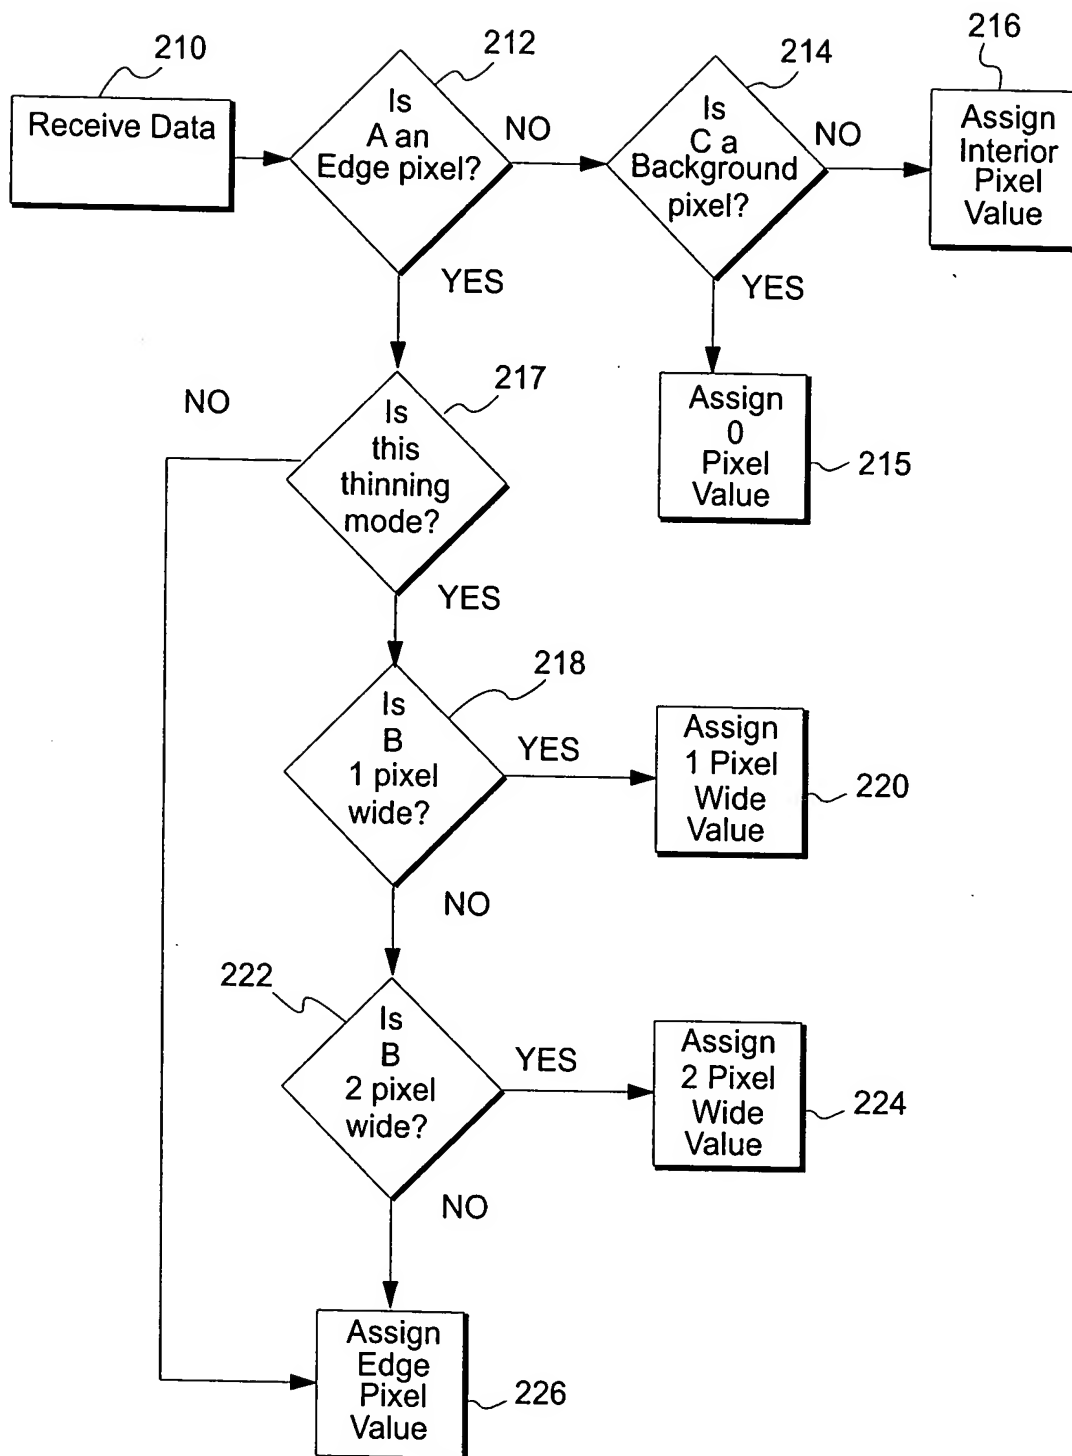 210
Receive Data
212
Is
A an
Edge pixel?
NO
YES
214
Is
C a
Background
pixel?
NO
YES
216
Assign
Interior
Pixel
Value
Assign
0
Pixel
Value
215
217
Is
this
thinning
mode?
NO
YES
218
Is
B
1 pixel
wide?
YES
NO
Assign
1 Pixel
Wide
Value
220
222
Is
B
2 pixel
wide?
YES
NO
Assign
2 Pixel
Wide
Value
224
Assign
Edge
Pixel
Value
226